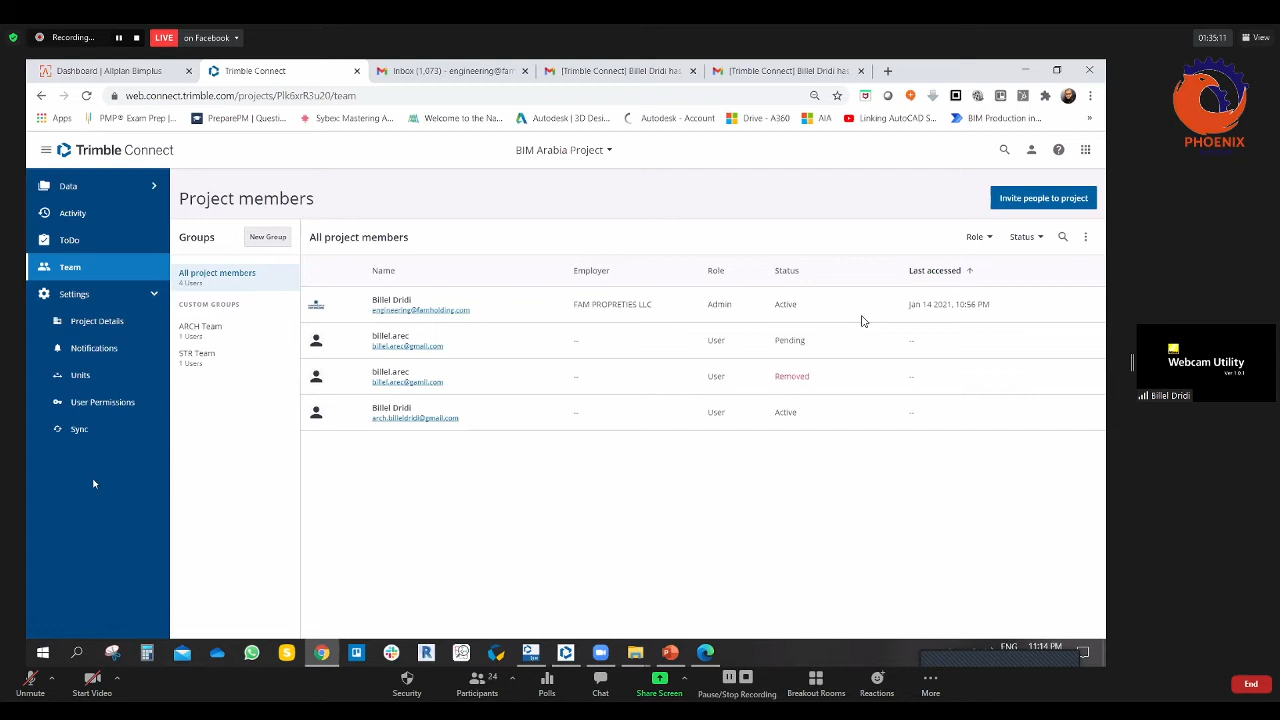 Recording...
LIVE on Facebook
01:35:11
View
Dashboard | Allplan Bimplus
Trimble Connect
Inbox (1,073) - engineering@fam
[Trimble Connect] Billel Dridi has
[Trimble Connect] Billel Dridi has
web.connect.trimble.com/projects/Plk6xrR3u20/team
Apps
PMP® Exam Prep |...
PreparePM | Questi...
Sybex Mastering A...
Welcome to the Na...
Autodesk | 3D Desi...
Autodesk - Account
Drive - A360
AIA
Linking AutoCAD S...
BIM Production in...
PHOENIX
Trimble Connect
BIM Arabia Project
Data
Activity
ToDo
Team
Settings
Project Details
Notifications
Units
User Permissions
Sync
Project members
Invite people to project
Groups
New Group
All project members
4 Users
CUSTOM GROUPS
ARCH Team
1 Users
STR Team
1 Users
All project members
Role
Status
Name Employer Role Status Last accessed
Billel Dridi
engineering@famholding.com
FAM PROPRETIES LLC Admin Active Jan 14 2021, 10:56 PM
billel.arec
billel.arec@gmail.com
-- User Pending --
billel.arec
billel.arec@gamil.com
-- User Removed --
Billel Dridi
arch.billeldridi@gmail.com
-- User Active --
Webcam Utility
Ver 1.0.1
Billel Dridi
ENG 11:14 PM
Unmute
Start Video
Security
Participants 24
Polls
Chat
Share Screen
Pause/Stop Recording
Breakout Rooms
Reactions
More
End